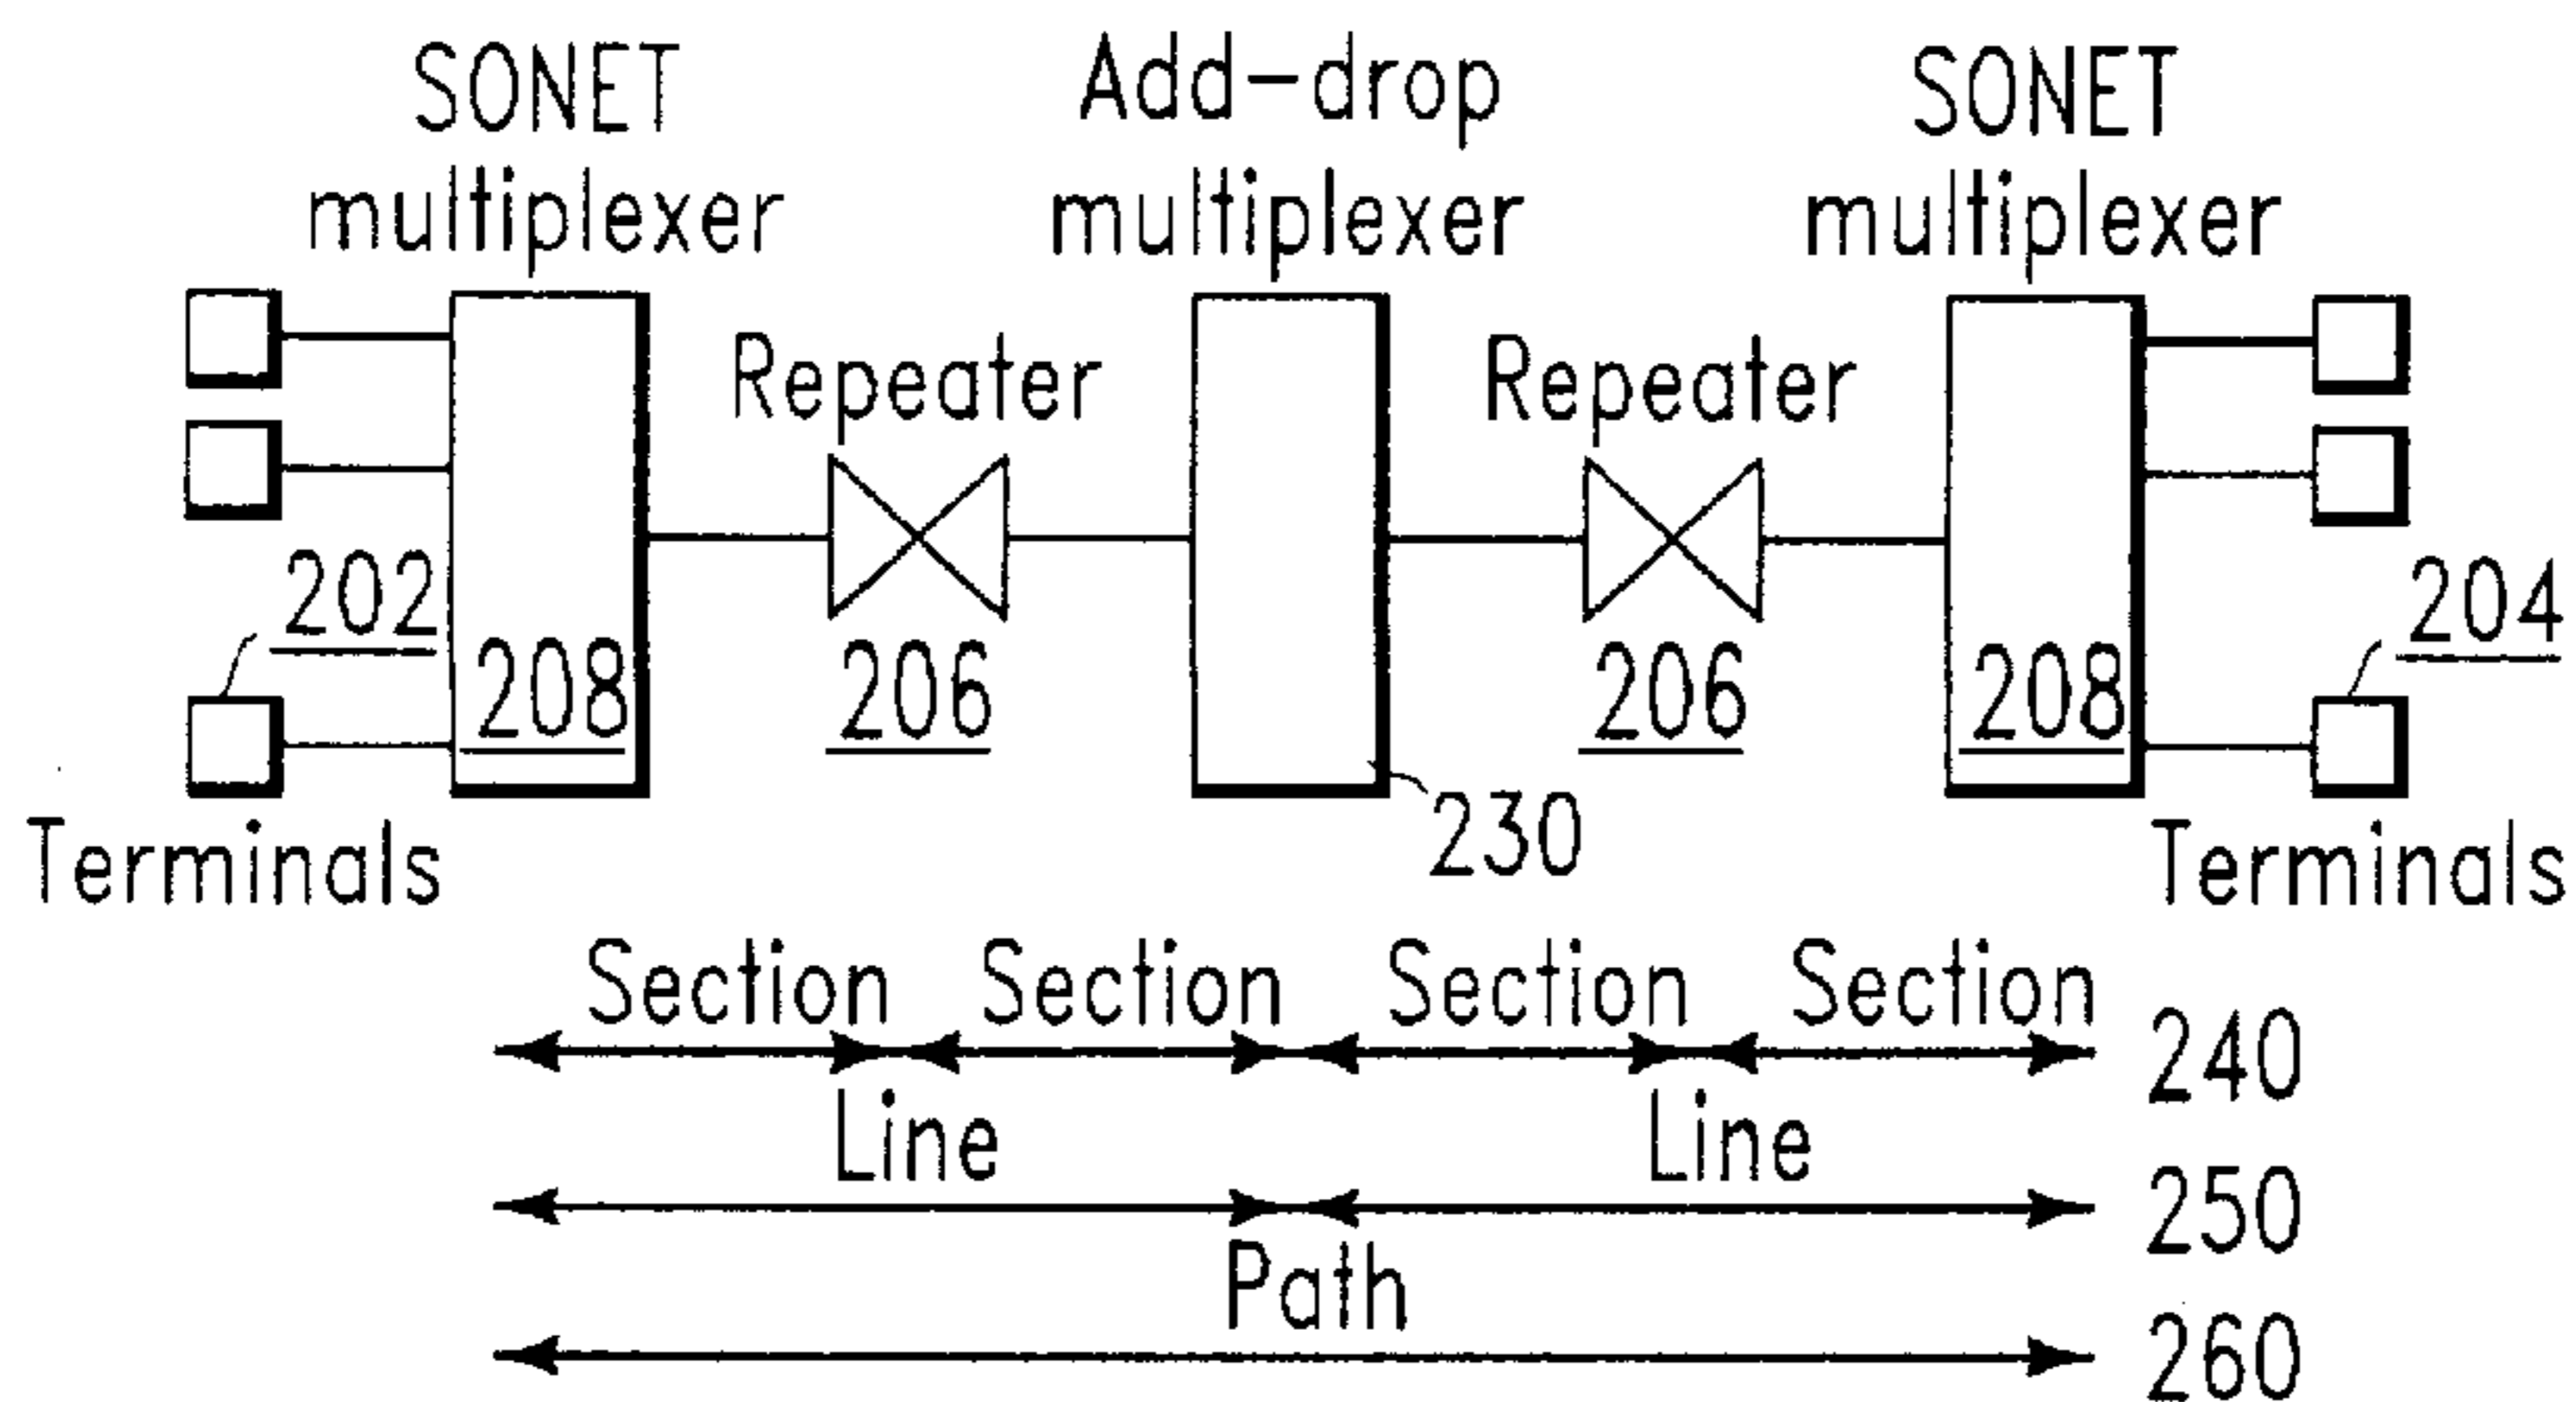 SONET
multiplexer
Add-drop
multiplexer
SONET
multiplexer
Repeater
Repeater
202
204
208
206
206
208
230
Terminals
Terminals
Section Section Section Section
240
Line Line
250
Path
260